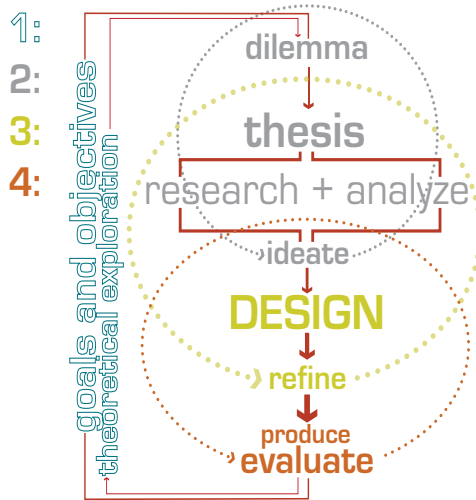 1:
2:
3:
4:
goals and objectives
theoretical exploration
dilemma
thesis
research + analyze
ideate
DESIGN
refine
produce
evaluate